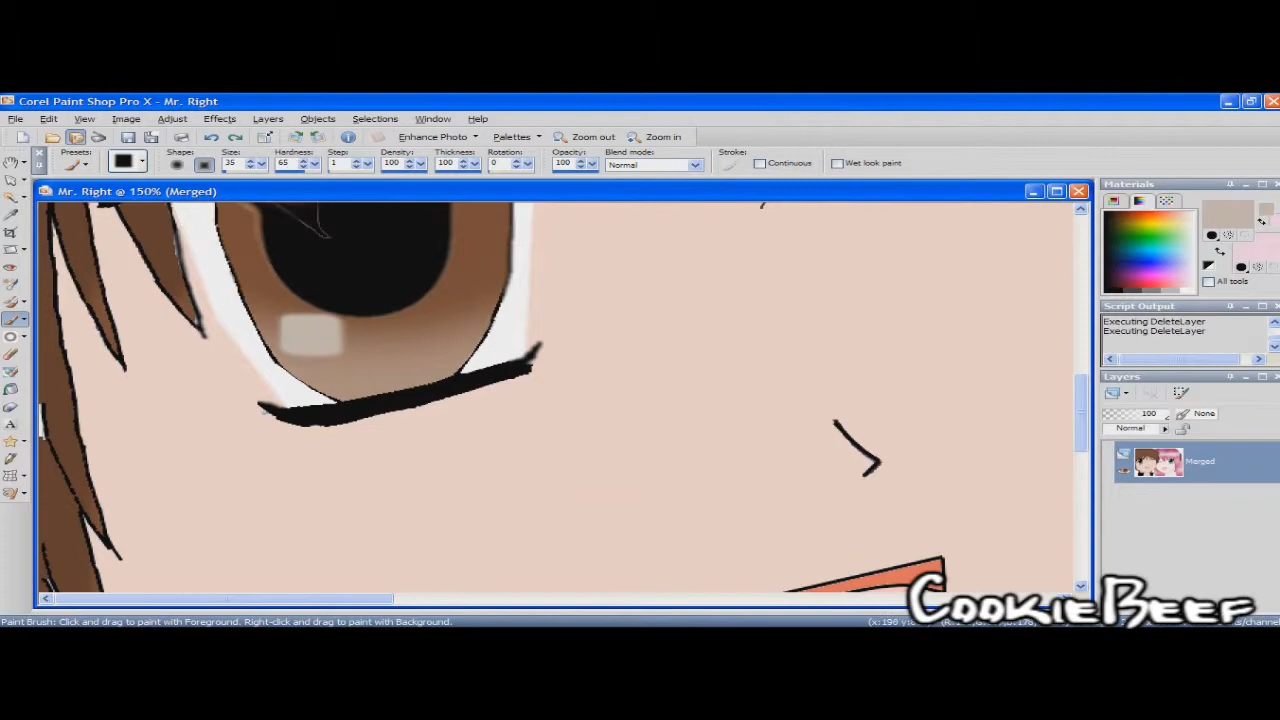 Corel Paint Shop Pro X - Mr. Right
File Edit View Image Adjust Effects Layers Objects Selections Window Help
Enhance Photo Palettes Zoom out Zoom in
Presets: Shape: Size: Hardness: Step: Density: Thickness: Rotation: Opacity: Blend mode: Stroke:
35 65 1 100 100 0 100 Normal Continuous Wet look paint
Mr. Right @ 150% (Merged)
Materials
All tools
Script Output
Executing DeleteLayer
Executing DeleteLayer
Layers
100 None
Normal
Merged
CookieBeef
Paint Brush: Click and drag to paint with Foreground. Right-click and drag to paint with Background.